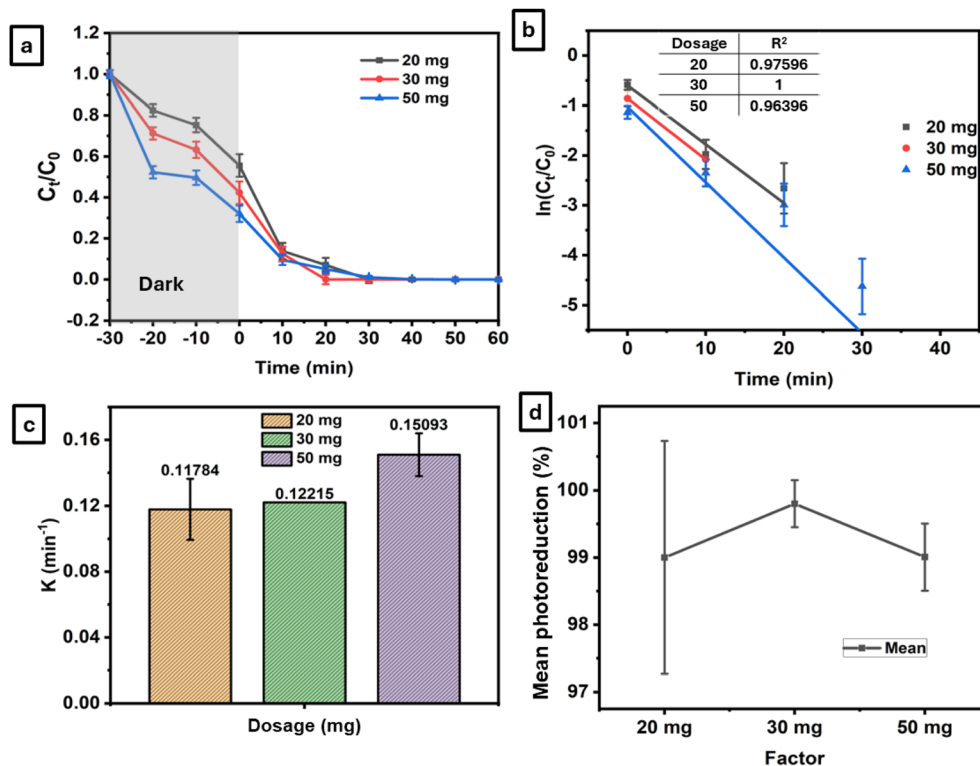 a
1.2
1.0
0.8
0.6
0.4
0.2
0.0
-0.2
Ct/C0
20 mg
30 mg
50 mg
Dark
-30 -20 -10 0 10 20 30 40 50 60
Time (min)
b
0
-1
-2
-3
-4
-5
ln(Ct/C0)
Dosage R²
20 0.97596
30 1
50 0.96396
20 mg
30 mg
50 mg
0 10 20 30 40
Time (min)
c
0.16
0.12
0.08
0.04
0.00
K (min⁻¹)
20 mg
30 mg
50 mg
0.11784
0.12215
0.15093
Dosage (mg)
d
101
100
99
98
97
Mean photoreduction (%)
Mean
20 mg 30 mg 50 mg
Factor